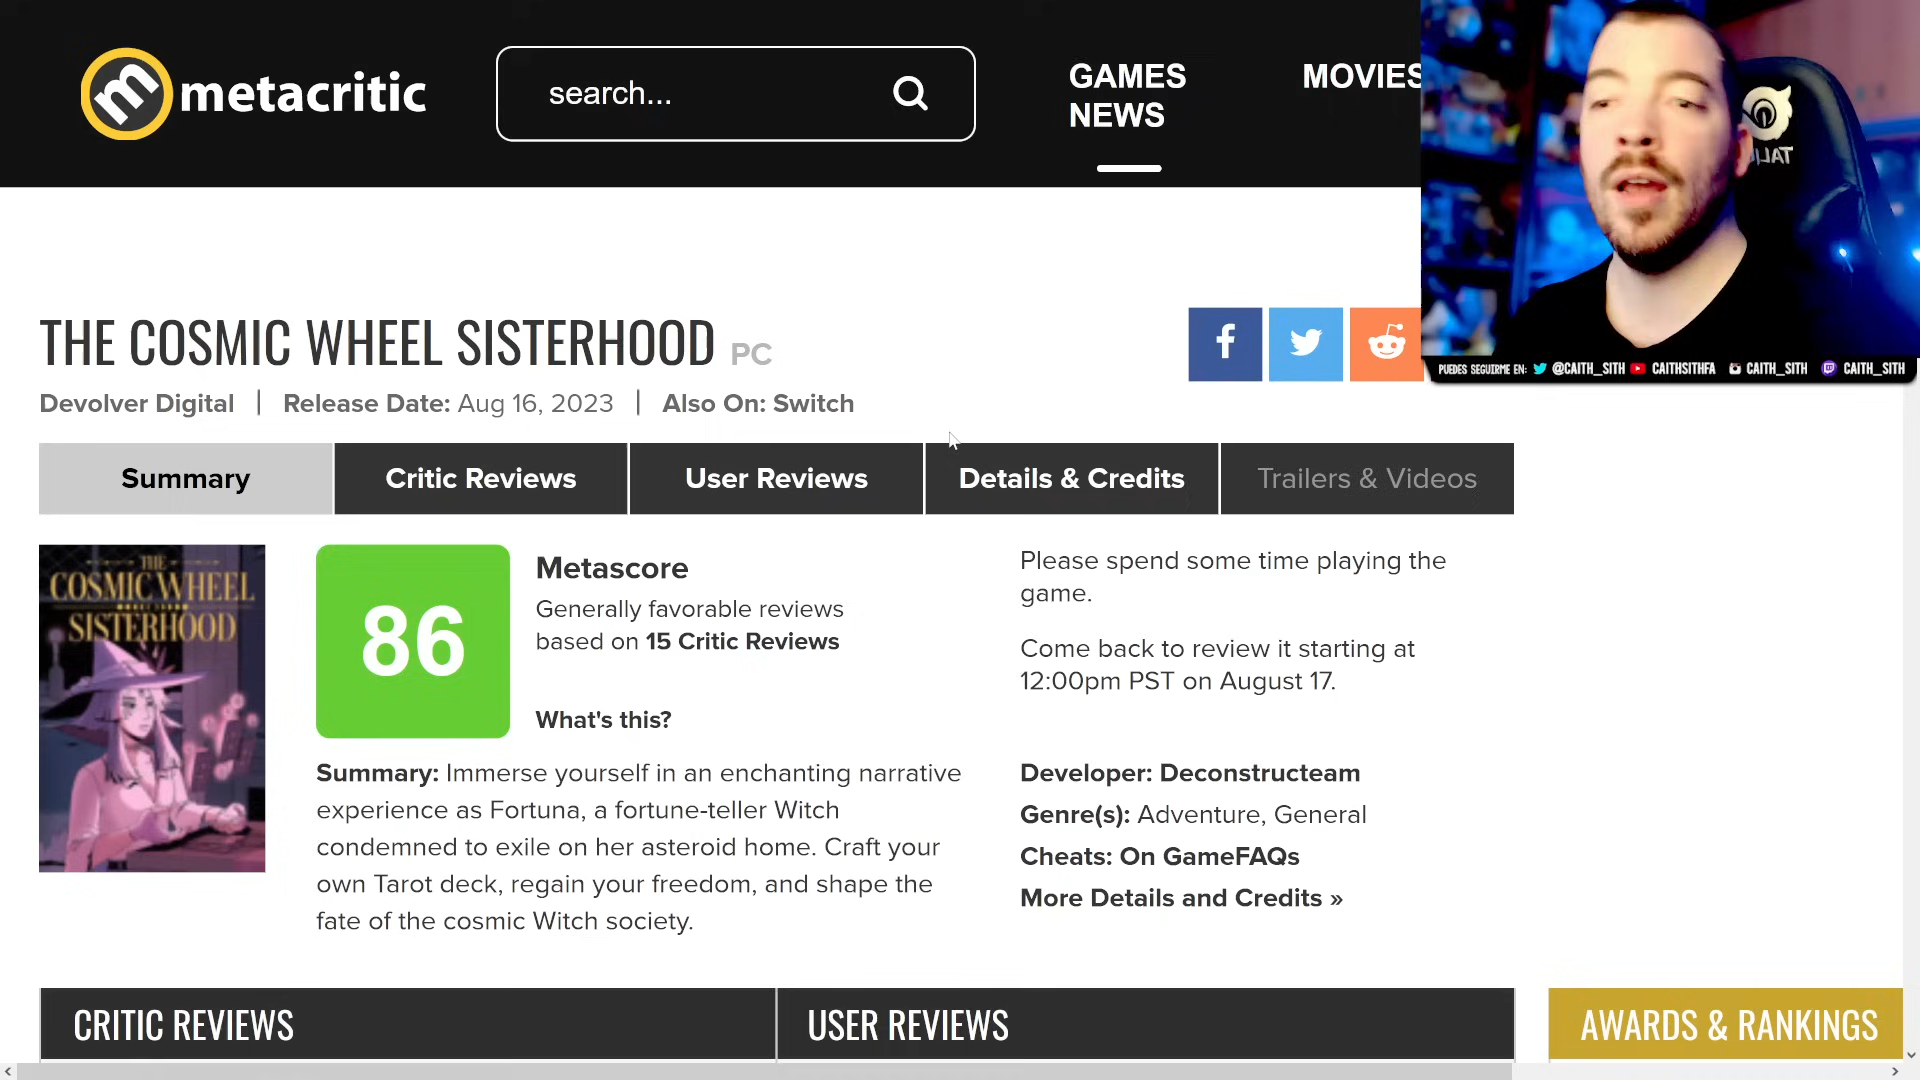 metacritic
search...
GAMES
MOVIES
NEWS
THE COSMIC WHEEL SISTERHOOD PC
Devolver Digital | Release Date: Aug 16, 2023 | Also On: Switch
PUEDES SEGUIRME EN: @CAITH_SITH CAITHSITHFA CAITH_SITH CAITH_SITH
Summary
Critic Reviews
User Reviews
Details & Credits
Trailers & Videos
THE
COSMIC WHEEL
SISTERHOOD
86
Metascore
Generally favorable reviews
based on 15 Critic Reviews
What's this?
Please spend some time playing the
game.
Come back to review it starting at
12:00pm PST on August 17.
Summary: Immerse yourself in an enchanting narrative
experience as Fortuna, a fortune-teller Witch
condemned to exile on her asteroid home. Craft your
own Tarot deck, regain your freedom, and shape the
fate of the cosmic Witch society.
Developer: Deconstructeam
Genre(s): Adventure, General
Cheats: On GameFAQs
More Details and Credits »
CRITIC REVIEWS
USER REVIEWS
AWARDS & RANKINGS